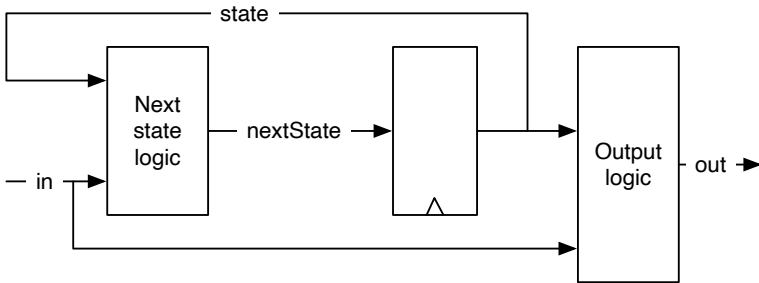 state
Next
state
logic
nextState
Output
logic
in
out